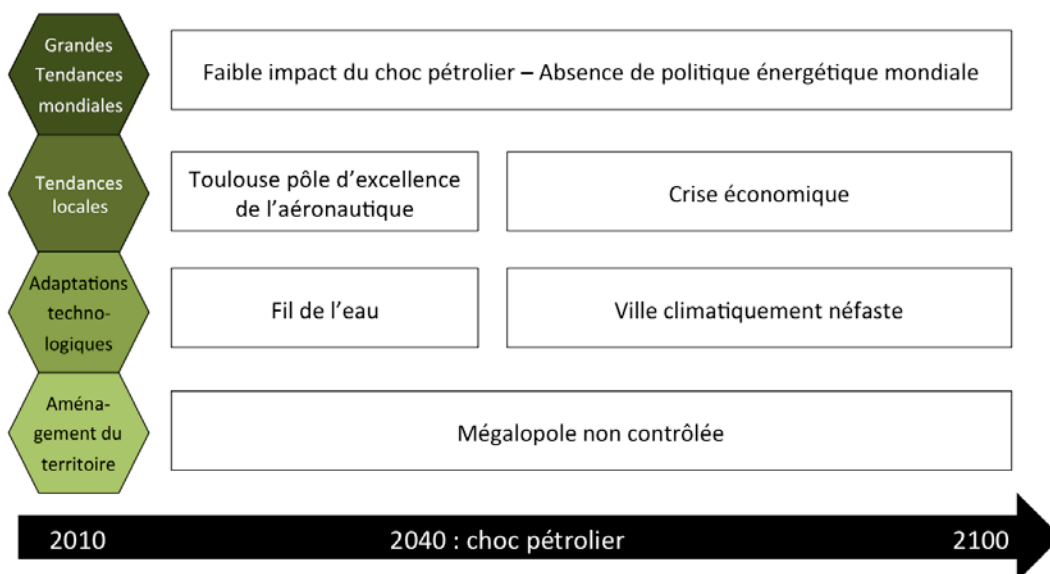 Grandes
Tendances
mondiales
Faible impact du choc pétrolier – Absence de politique énergétique mondiale
Tendances
locales
Toulouse pôle d’excellence
de l’aéronautique
Crise économique
Adaptations
techno-
logiques
Fil de l’eau
Ville climatiquement néfaste
Aména-
gement du
territoire
Mégalopole non contrôlée
2010
2040 : choc pétrolier
2100